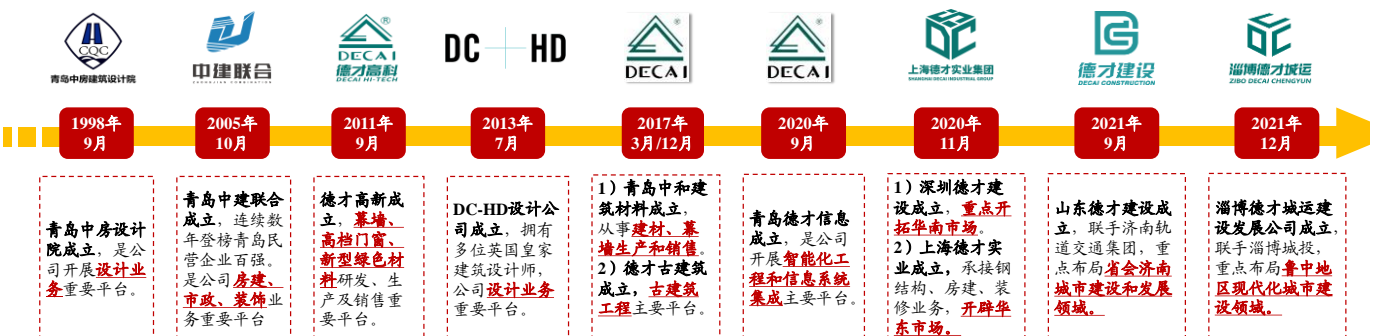 CQC
青岛中房建筑设计院
中建联合
DECAI
德才高科
DECAI HI-TECH
DC HD
DECAI
DECAI
上海德才实业集团
SHANGHAI DECAI INDUSTRIAL GROUP
德才建设
DECAI CONSTRUCTION
淄博德才城运
ZIBO DECAI CHENGYUN
1998年
9月
2005年
10月
2011年
9月
2013年
7月
2017年
3月/12月
2020年
9月
2020年
11月
2021年
9月
2021年
12月
青岛中房设计
院成立，是公
司开展设计业
务重要平台。
青岛中建联合
成立，连续数
年登榜青岛民
营企业百强。
是公司房建、
市政、装饰业
务重要平台
德才高新成
立，幕墙、
高档门窗、
新型绿色材
料研发、生
产及销售重
要平台。
DC-HD设计公
司成立，拥有
多位英国皇家
建筑设计师，
公司设计业务
重要平台。
1）青岛中和建
筑材料成立，
从事建材、幕
墙生产和销售。
2）德才古建筑
成立，古建筑
工程主要平台。
青岛德才信息
成立，是公司
开展智能化工
程和信息系统
集成主要平台。
1）深圳德才建
设成立，重点开
拓华南市场。
2）上海德才实
业成立，承接钢
结构、房建、装
修业务，开辟华
东市场。
山东德才建设成
立，联手济南轨
道交通集团，重
点布局省会济南
城市建设和发展
领域。
淄博德才城运建
设发展公司成立，
联手淄博城投，
重点布局鲁中地
区现代化城市建
设领域。